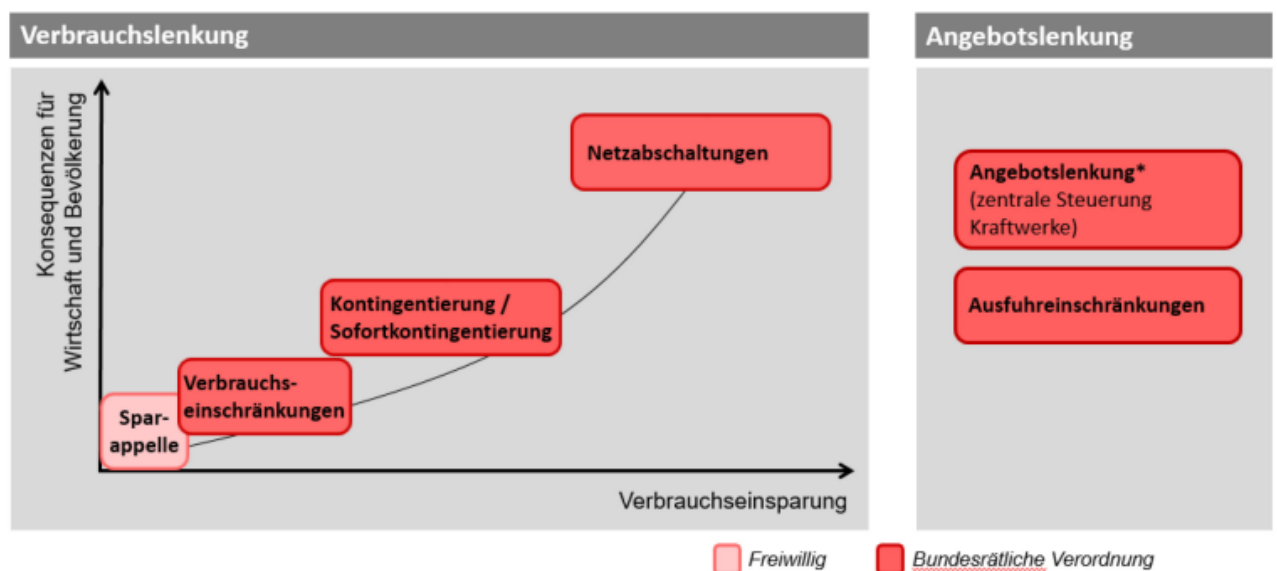 Verbrauchslenkung
Konsequenzen für
Wirtschaft und Bevölkerung
Netzabschaltungen
Kontingentierung /
Sofortkontingentierung
Verbrauchs-
einschränkungen
Spar-
appelle
Verbrauchseinsparung
Angebotslenkung
Angebotslenkung*
(zentrale Steuerung
Kraftwerke)
Ausfuhreinschränkungen
Freiwillig
Bundesrätliche Verordnung